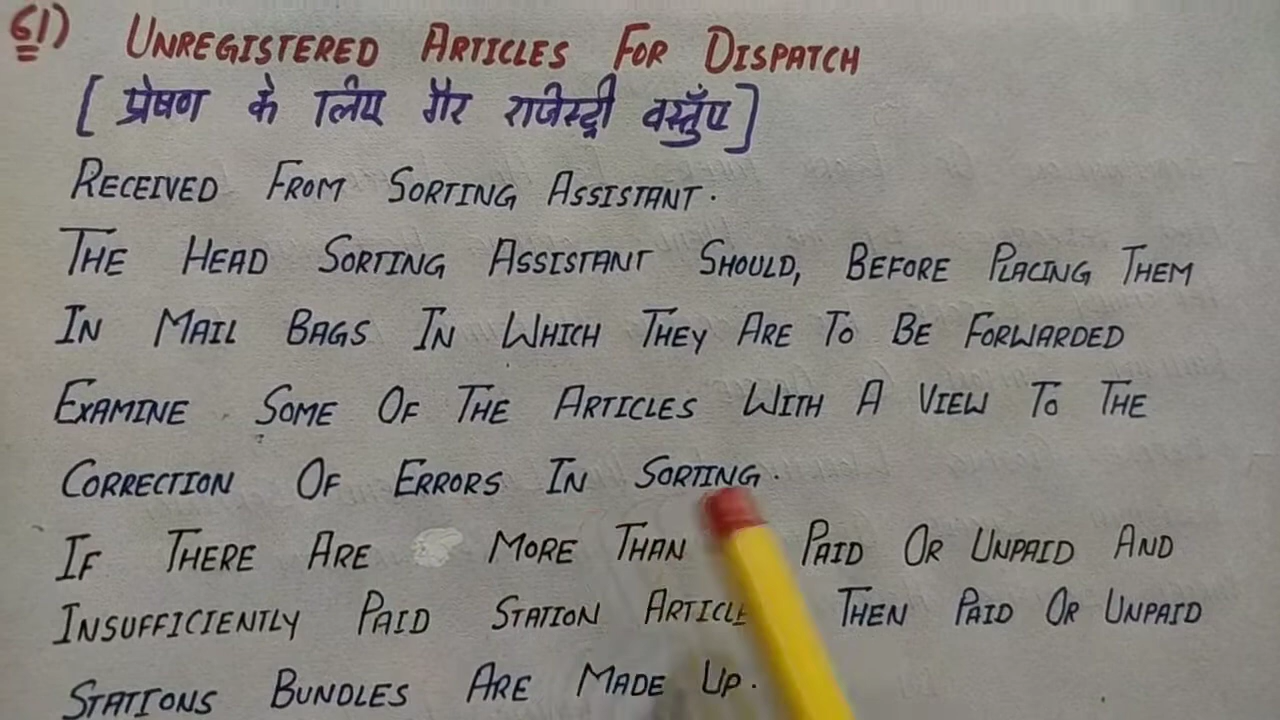 61) UNREGISTERED ARTICLES FOR DISPATCH
[ प्रेषण के लिए गैर राजिस्ट्री वस्तुँए ]
RECEIVED FROM SORTING ASSISTANT.
THE HEAD SORTING ASSISTANT SHOULD, BEFORE PLACING THEM
IN MAIL BAGS IN WHICH THEY ARE TO BE FORWARDED
EXAMINE SOME OF THE ARTICLES WITH A VIEW TO THE
CORRECTION OF ERRORS IN SORTING.
IF THERE ARE MORE THAN PAID OR UNPAID AND
INSUFFICIENTLY PAID STATION ARTICLE THEN PAID OR UNPAID
STATIONS BUNDLES ARE MADE UP.